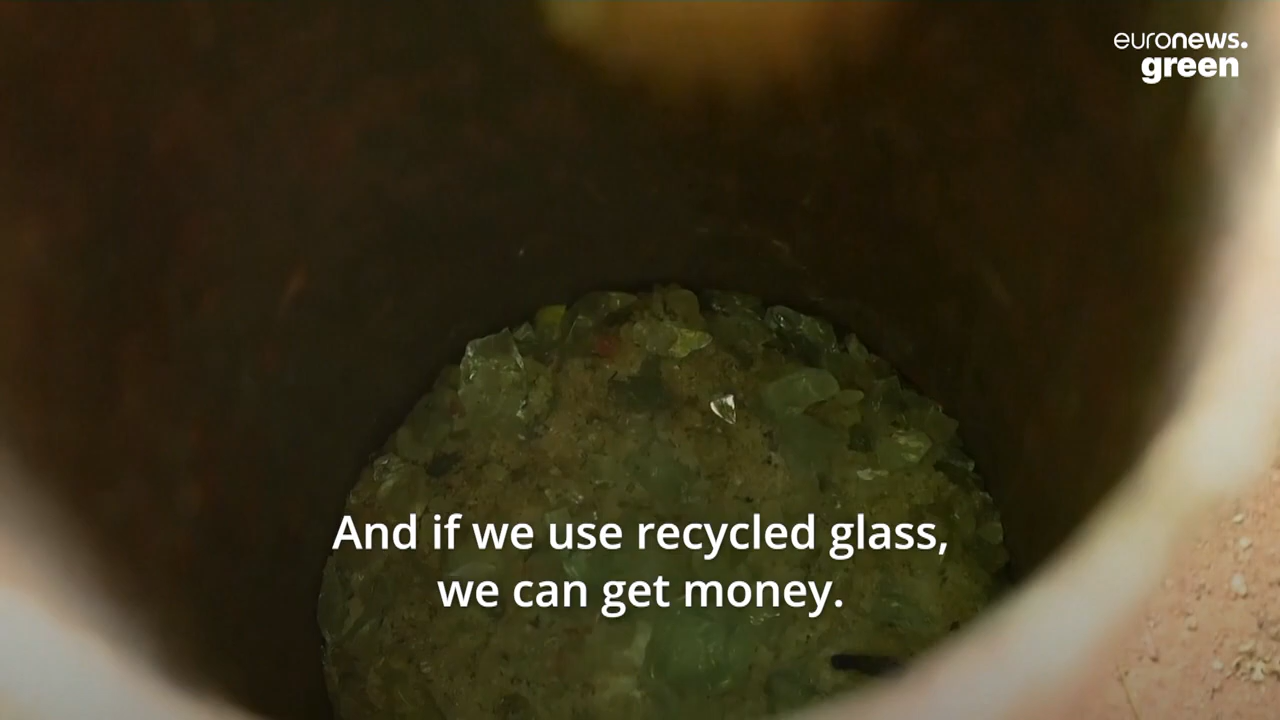 euronews.
green
And if we use recycled glass,
we can get money.